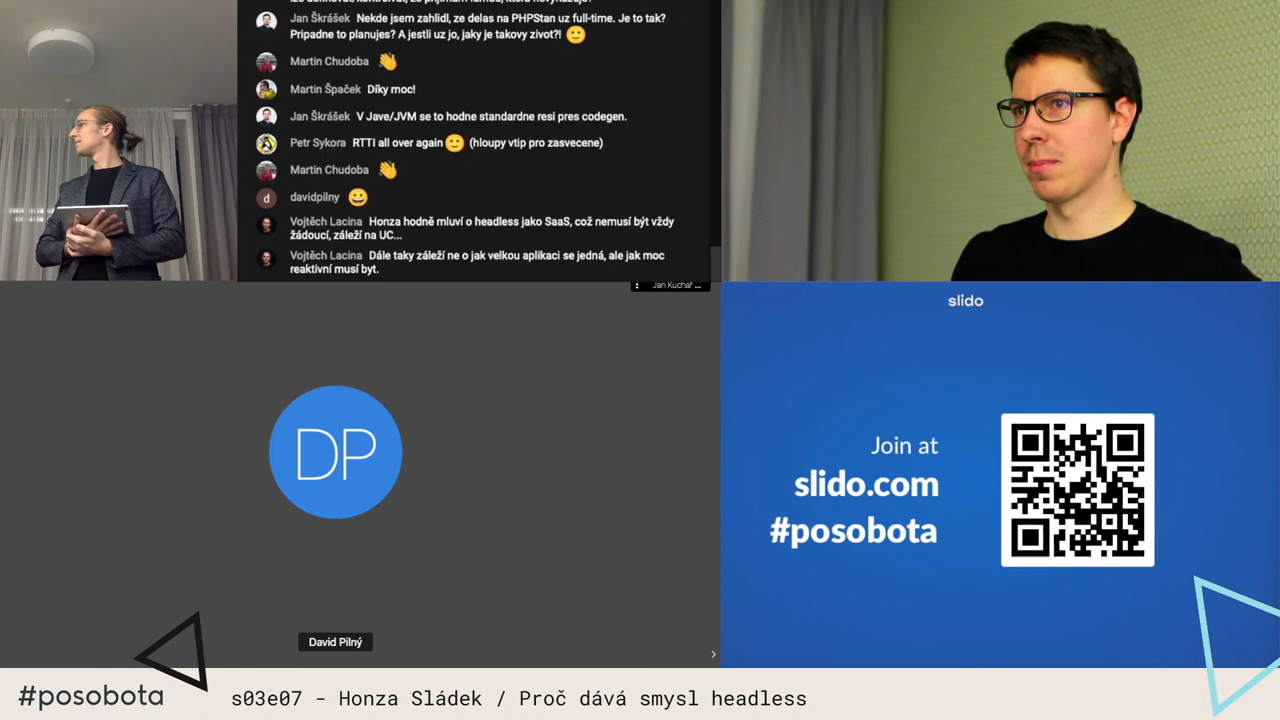 Jan Škrášek Nekde jsem zahlidl, ze delas na PHPStan uz full-time. Je to tak?
Pripadne to planujes? A jestli uz jo, jaky je takovy zivot?! 🙂
Martin Chudoba 👋
Martin Špaček Díky moc!
Jan Škrášek V Jave/JVM se to hodne standardne resi pres codegen.
Petr Sykora RTTI all over again 🙂 (hloupy vtip pro zasvecene)
Martin Chudoba 👋
d davidpilny 😀
Vojtěch Lacina Honza hodně mluví o headless jako SaaS, což nemusí být vždy
žádoucí, záleží na UC...
Vojtěch Lacina Dále taky záleží ne o jak velkou aplikaci se jedná, ale jak moc
reaktivní musí byt.
Jan Kuchař ...
DP
David Pilný
slido
Join at
slido.com
#posobota
#posobota
s03e07 - Honza Sládek / Proč dává smysl headless